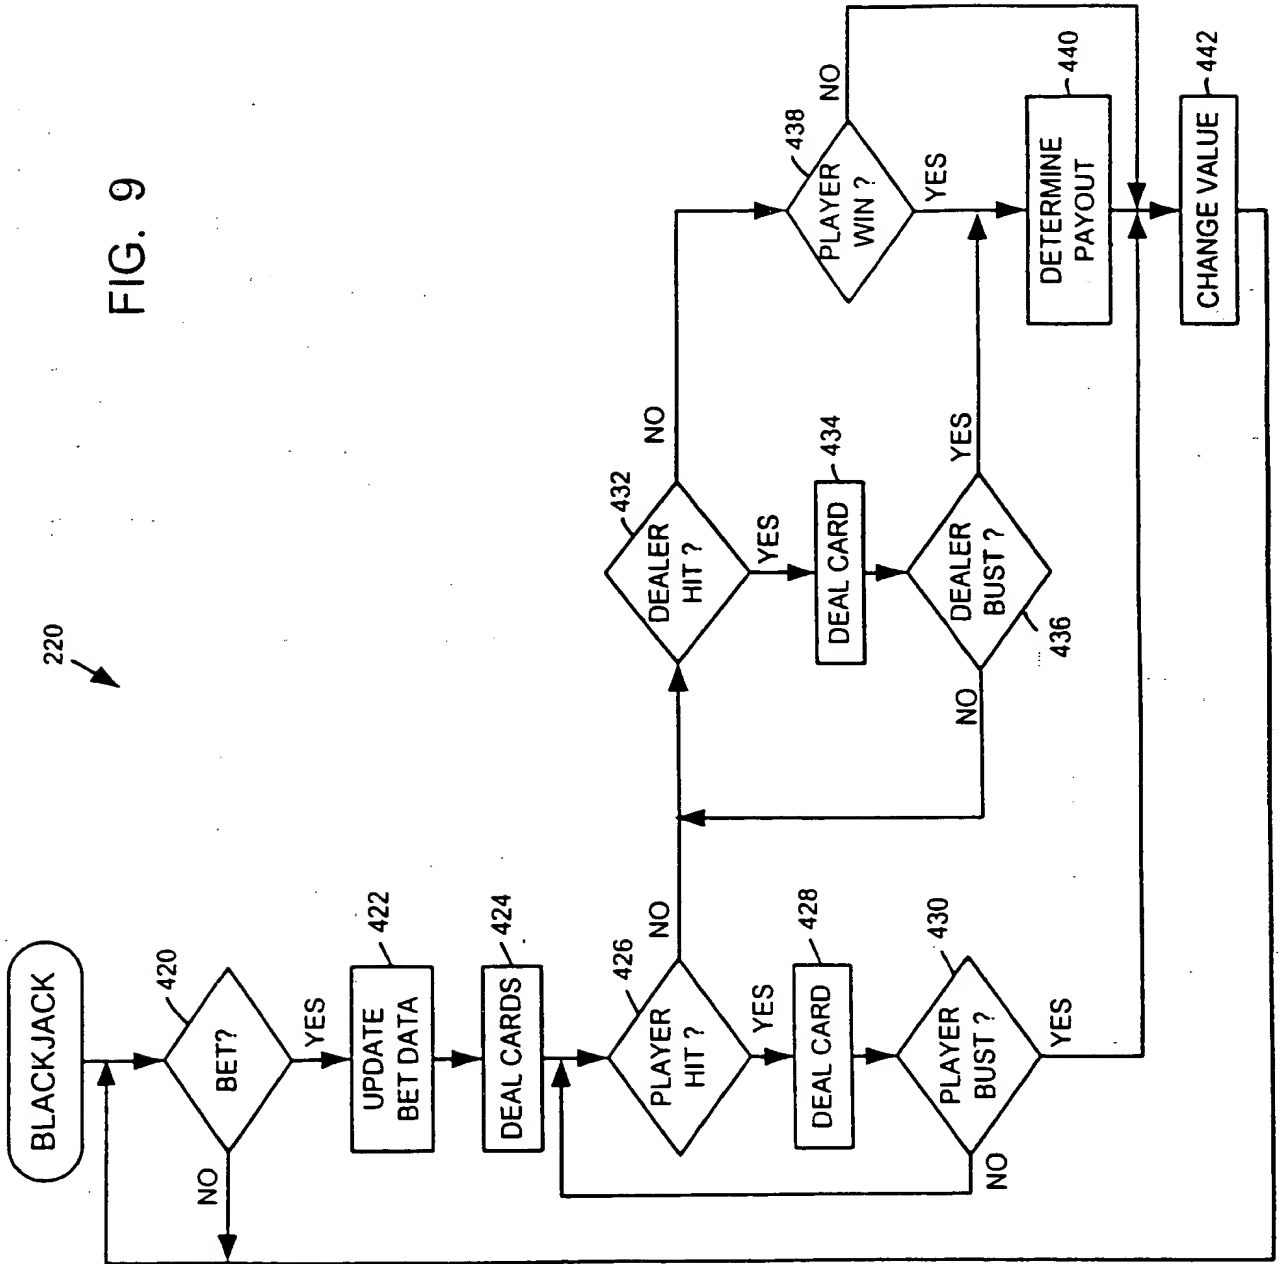 FIG. 9
220
BLACKJACK
420
BET?
NO
YES
422
UPDATE
BET DATA
424
DEAL CARDS
426
PLAYER
HIT ?
NO
YES
428
DEAL CARD
430
PLAYER
BUST ?
NO
YES
432
DEALER
HIT ?
NO
YES
434
DEAL CARD
DEALER
BUST ?
436
NO
YES
438
PLAYER
WIN ?
NO
YES
440
DETERMINE
PAYOUT
442
CHANGE VALUE